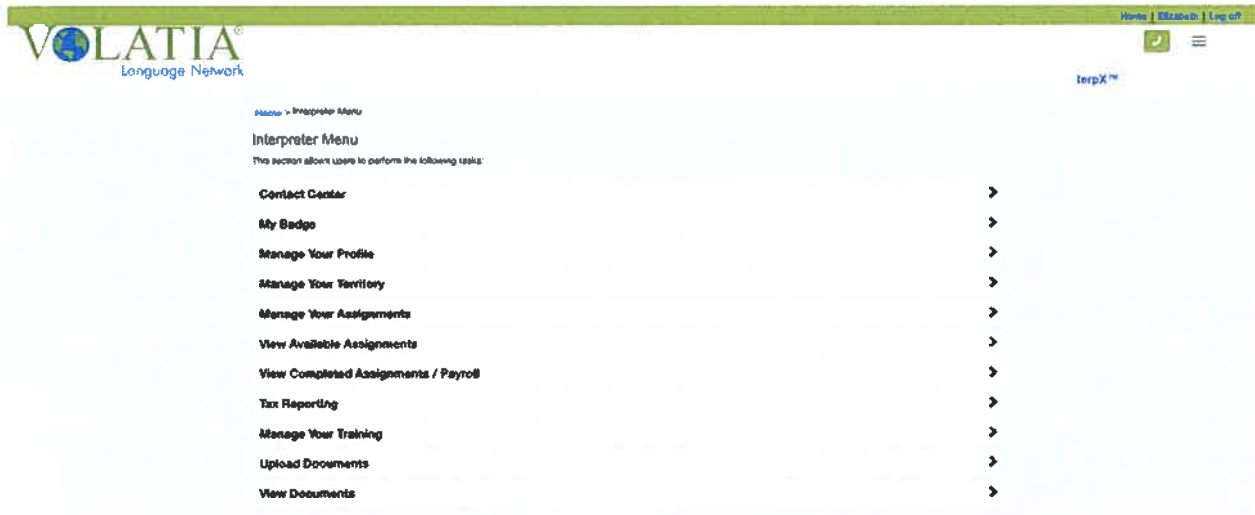 Home | Elizabeth | Log off
VOLATIA®
Language Network
terpX™
Home > Interpreter Menu
Interpreter Menu
This section allows users to perform the following tasks:
Contact Center
My Badge
Manage Your Profile
Manage Your Territory
Manage Your Assignments
View Available Assignments
View Completed Assignments / Payroll
Tax Reporting
Manage Your Training
Upload Documents
View Documents